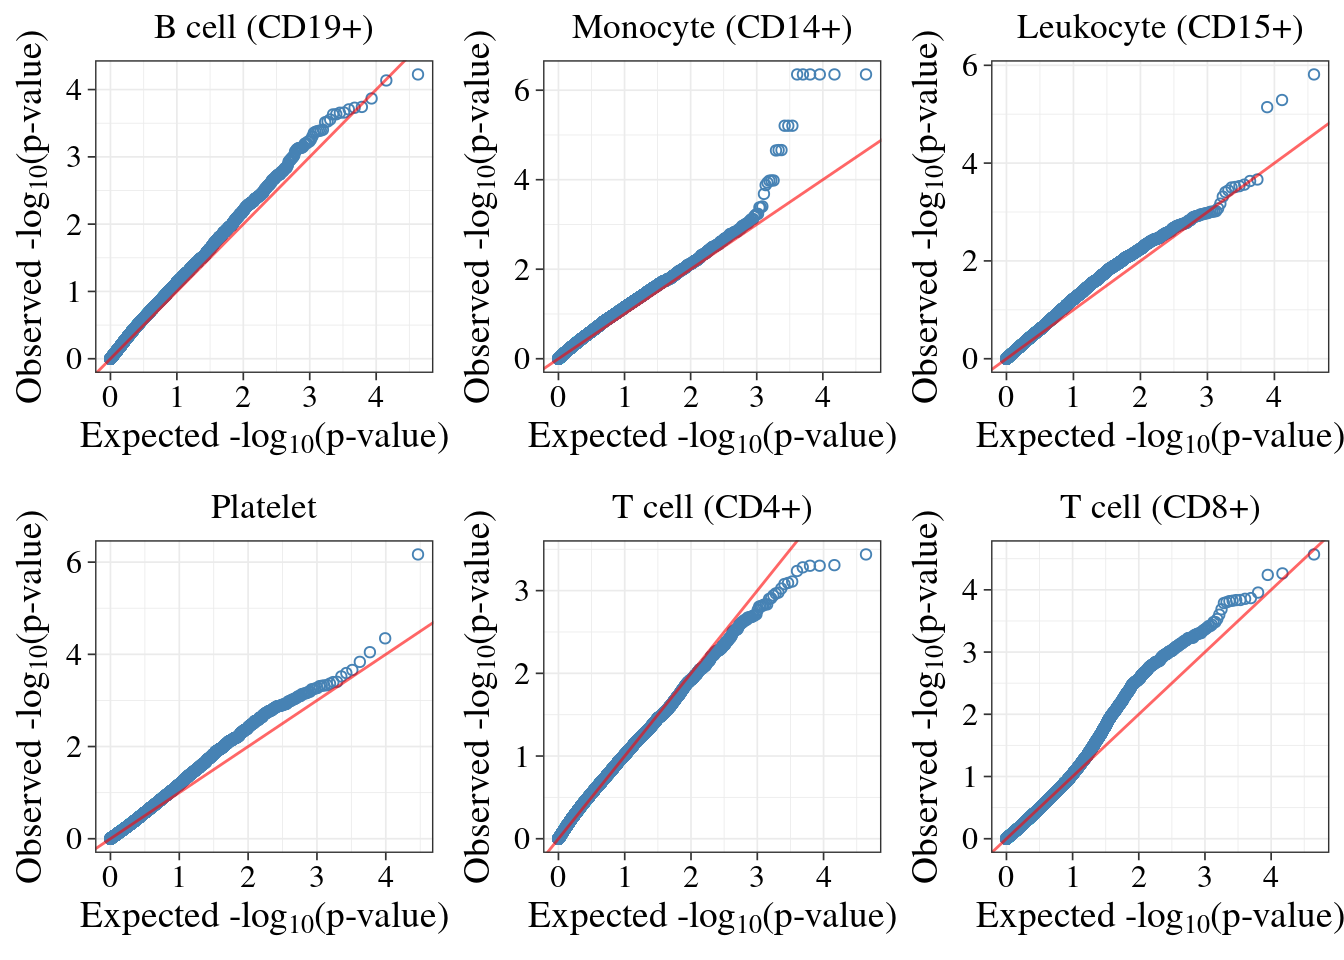 B cell (CD19+)
Observed -log10(p-value)
4
3
2
1
0
0 1 2 3 4
Expected -log10(p-value)
Monocyte (CD14+)
Observed -log10(p-value)
6
4
2
0
0 1 2 3 4
Expected -log10(p-value)
Leukocyte (CD15+)
Observed -log10(p-value)
6
4
2
0
0 1 2 3 4
Expected -log10(p-value)
Platelet
Observed -log10(p-value)
6
4
2
0
0 1 2 3 4
Expected -log10(p-value)
T cell (CD4+)
Observed -log10(p-value)
3
2
1
0
0 1 2 3 4
Expected -log10(p-value)
T cell (CD8+)
Observed -log10(p-value)
4
3
2
1
0
0 1 2 3 4
Expected -log10(p-value)